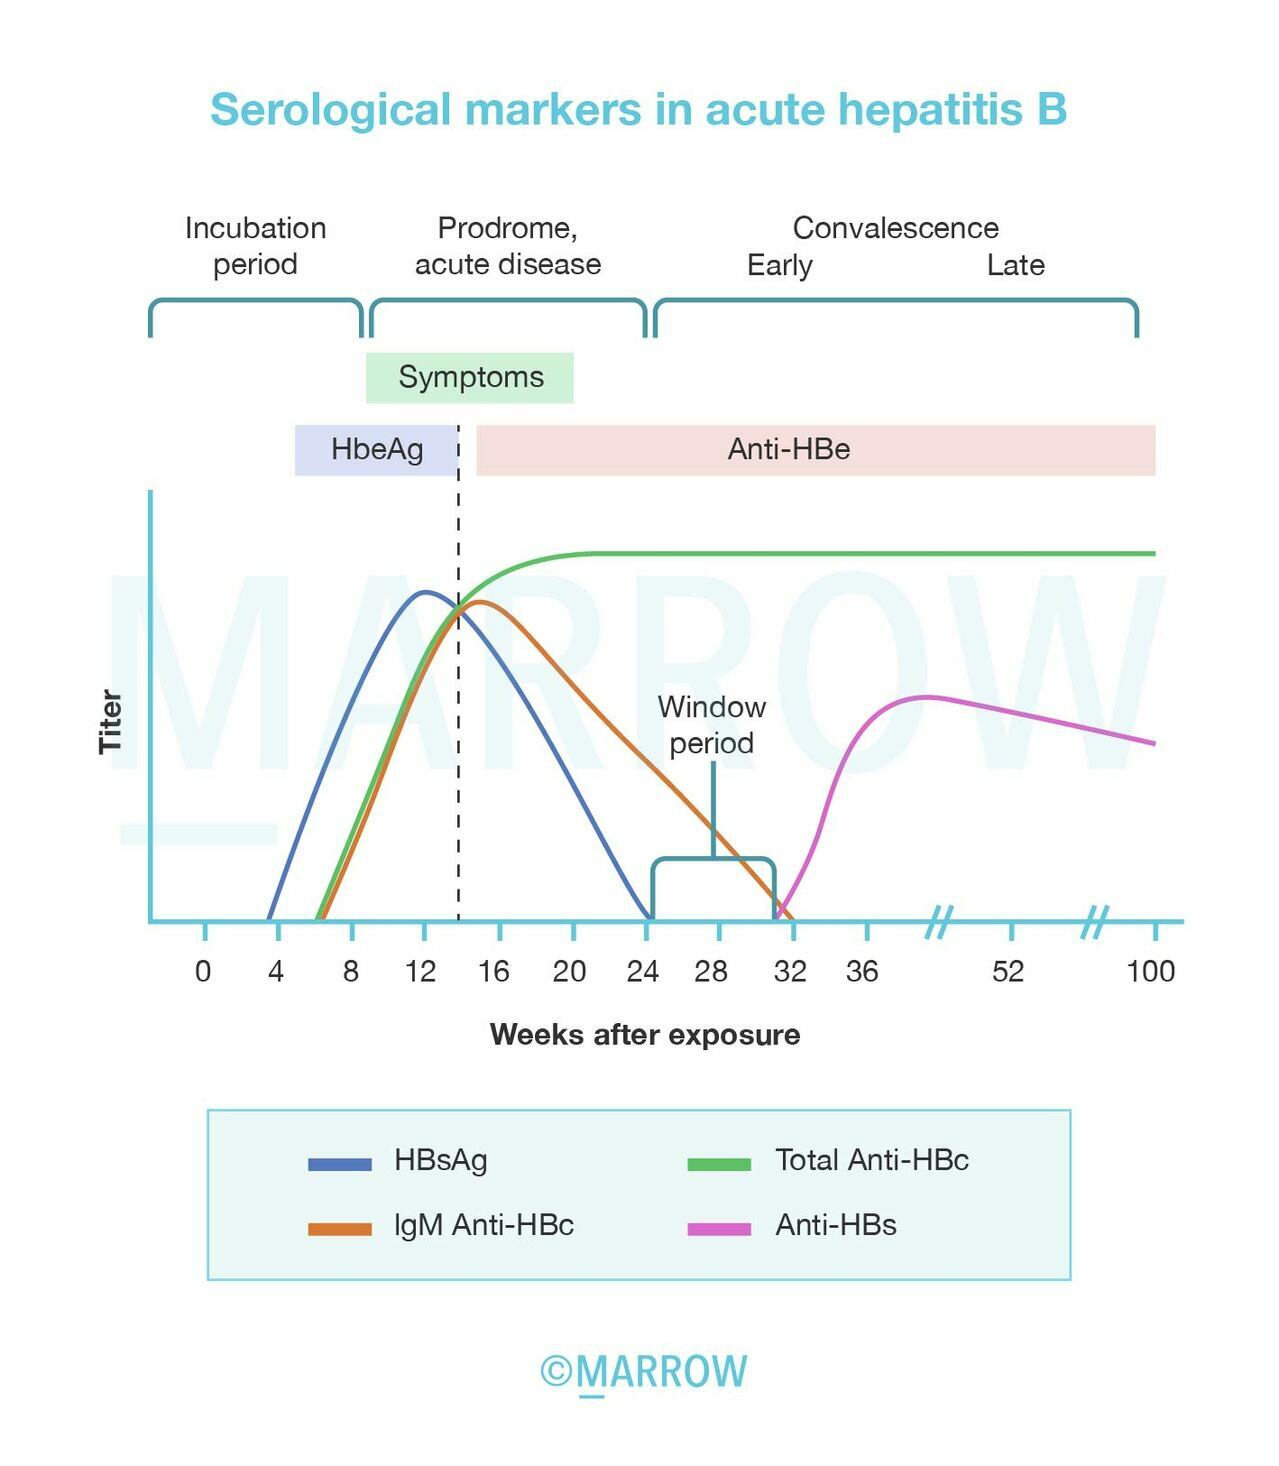 Serological markers in acute hepatitis B
Incubation
period
Prodrome,
acute disease
Convalescence
Early Late
Symptoms
HbeAg
Anti-HBe
MARROW
Titer
Window
period
0 4 8 12 16 20 24 28 32 36 52 100
Weeks after exposure
HBsAg
Total Anti-HBc
IgM Anti-HBc
Anti-HBs
©MARROW